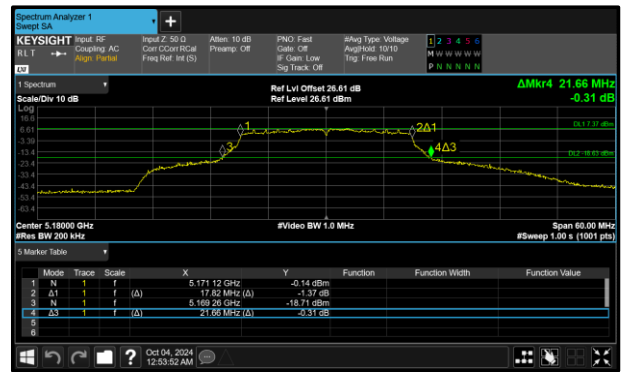 Spectrum Analyzer 1
Swept SA
KEYSIGHT Input: RF Input Z: 50 Ω Atten: 10 dB PNO: Fast #Avg Type: Voltage 1 2 3 4 5 6
RLT Coupling: AC Corr CCorr RCal Preamp: Off Gate: Off Avg|Hold: 10/10 M W W W W W
Align: Partial Freq Ref: Int (S) IF Gain: Low Trig: Free Run
Sig Track: Off P N N N N N
LXI
1 Spectrum Ref Lvl Offset 26.61 dB ΔMkr4 21.66 MHz
Scale/Div 10 dB Ref Level 26.61 dBm -0.31 dB
Log
16.6
6.61 1 2Δ1 DL1 7.37 dBm
-3.39
-13.4 3 4Δ3 DL2 -18.63 dBm
-23.4
-33.4
-43.4
-53.4
-63.4
Center 5.18000 GHz #Video BW 1.0 MHz Span 60.00 MHz
#Res BW 200 kHz #Sweep 1.00 s (1001 pts)
5 Marker Table
Mode Trace Scale X Y Function Function Width Function Value
1 N 1 f 5.171 12 GHz -0.14 dBm
2 Δ1 1 f (Δ) 17.82 MHz (Δ) -1.37 dB
3 N 1 f 5.169 26 GHz -18.71 dBm
4 Δ3 1 f (Δ) 21.66 MHz (Δ) -0.31 dB
5
6
? Oct 04, 2024
12:53:52 AM